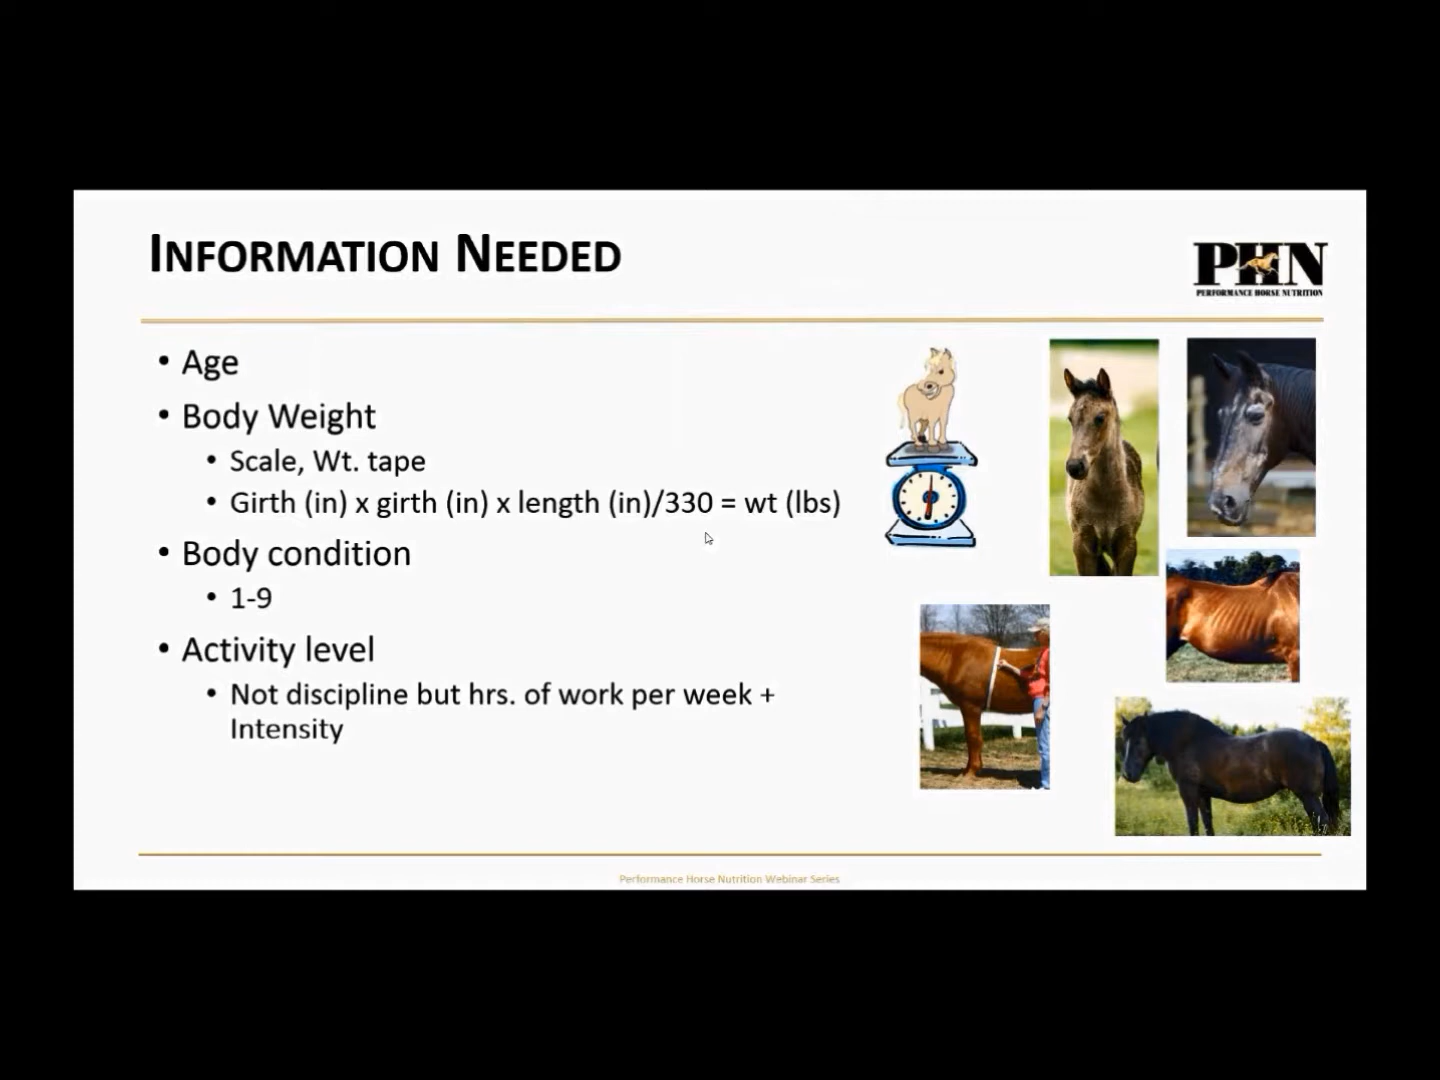 INFORMATION NEEDED
PHN
PERFORMANCE HORSE NUTRITION
• Age
• Body Weight
• Scale, Wt. tape
• Girth (in) x girth (in) x length (in)/330 = wt (lbs)
• Body condition
• 1-9
• Activity level
• Not discipline but hrs. of work per week +
Intensity
Performance Horse Nutrition Webinar Series